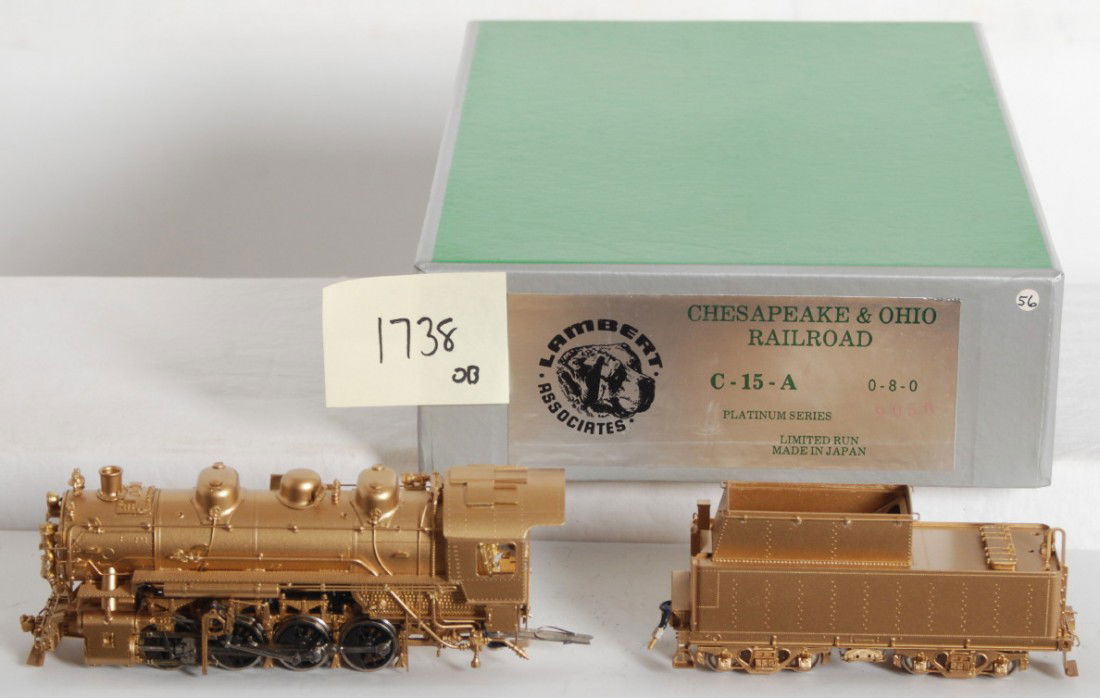 1738
OB
56
LAMBERT
ASSOCIATES
CHESAPEAKE & OHIO
RAILROAD
C-15-A 0-8-0
PLATINUM SERIES
LIMITED RUN
MADE IN JAPAN